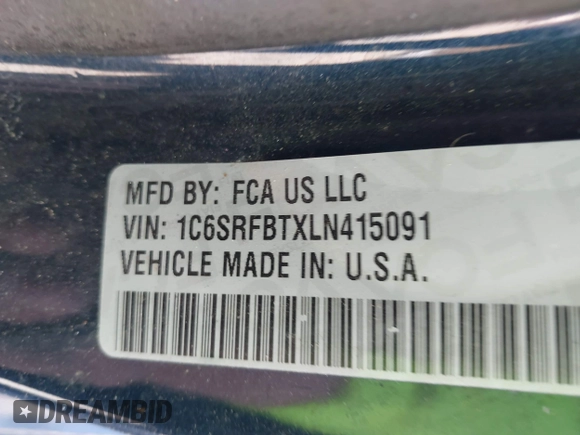 MFD BY: FCA US LLC
VIN: 1C6SRFBTXLN415091
VEHICLE MADE IN: U.S.A.
DREAMBID